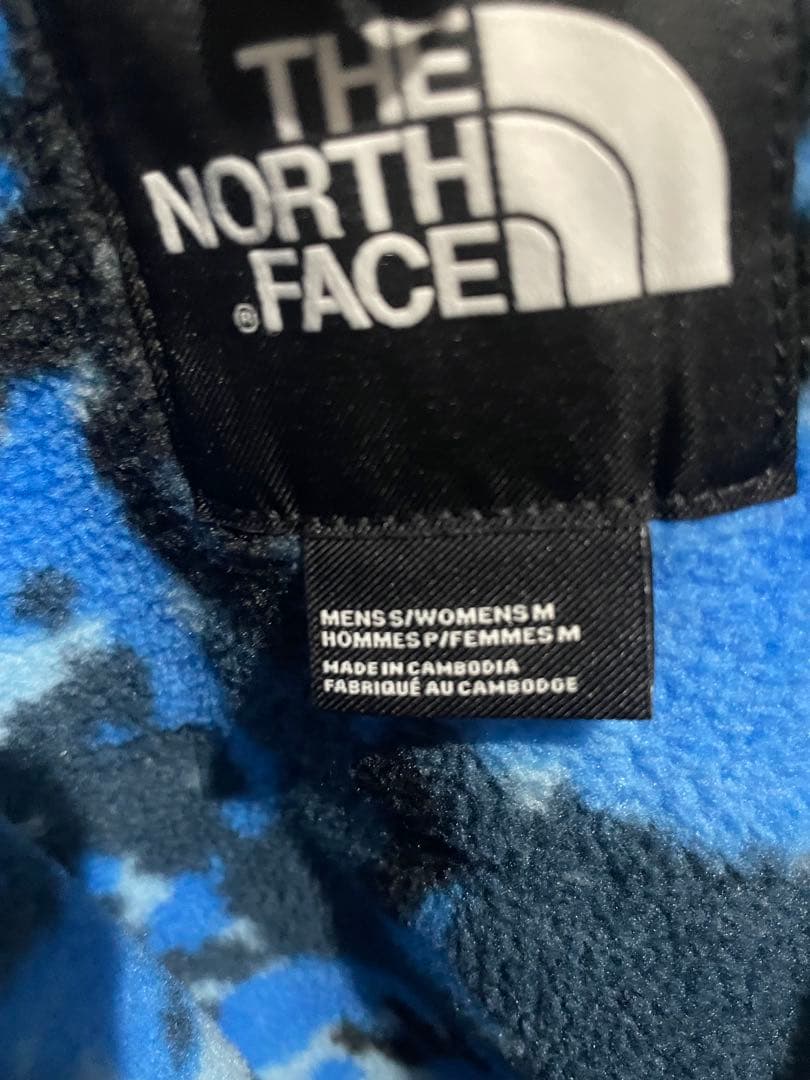 THE
NORTH
®FACE
MENS S/WOMENS M
HOMMES P/FEMMES M
MADE IN CAMBODIA
FABRIQUÉ AU CAMBODGE